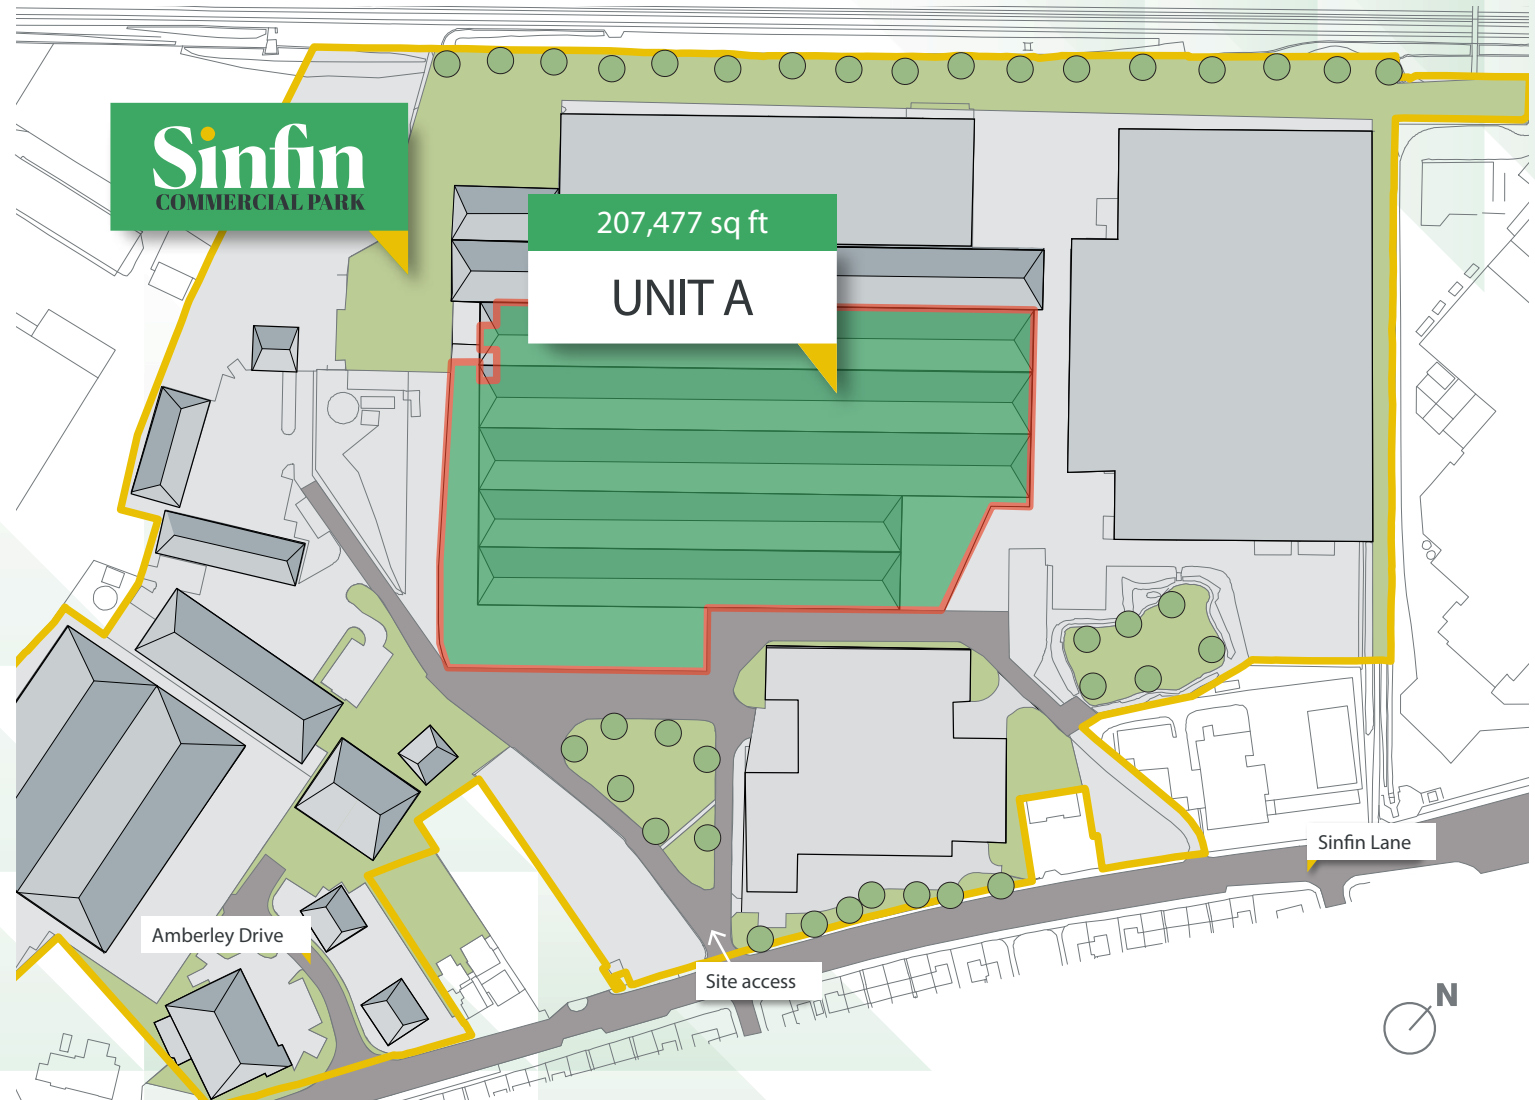 Sinfin
COMMERCIAL PARK
207,477 sq ft
UNIT A
Sinfin Lane
Amberley Drive
Site access
N